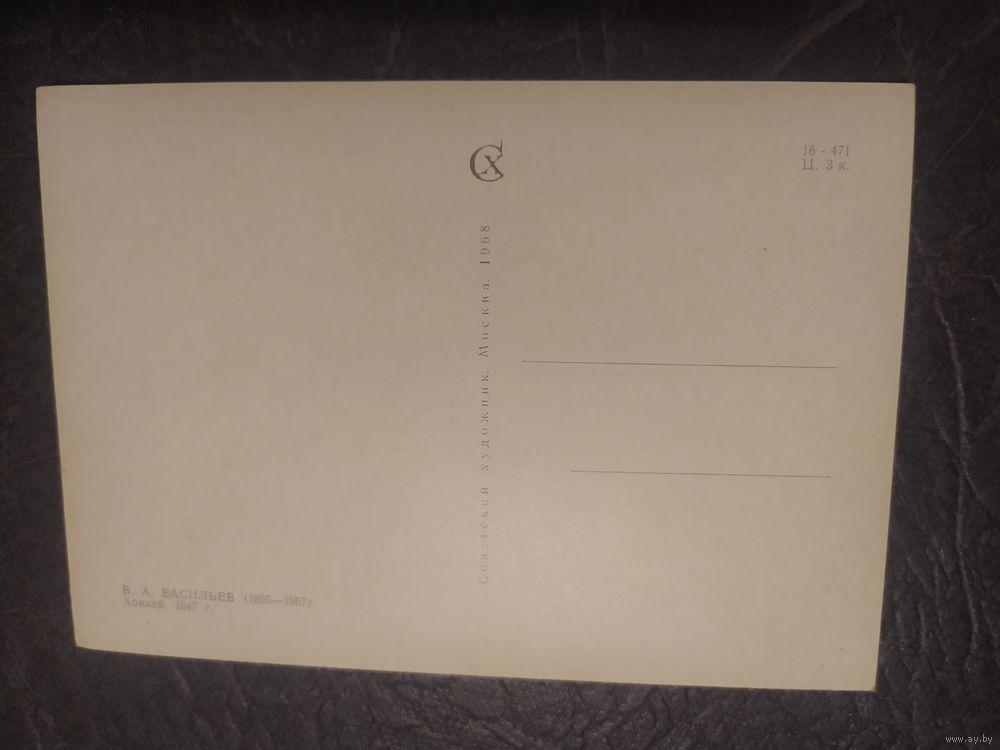 СХ
16 - 471
Ц. 3 к.
Советский художник. Москва. 1968
В. А. ВАСИЛЬЕВ (1895—1967)
Хоккей. 1947 г.
www.ay.by